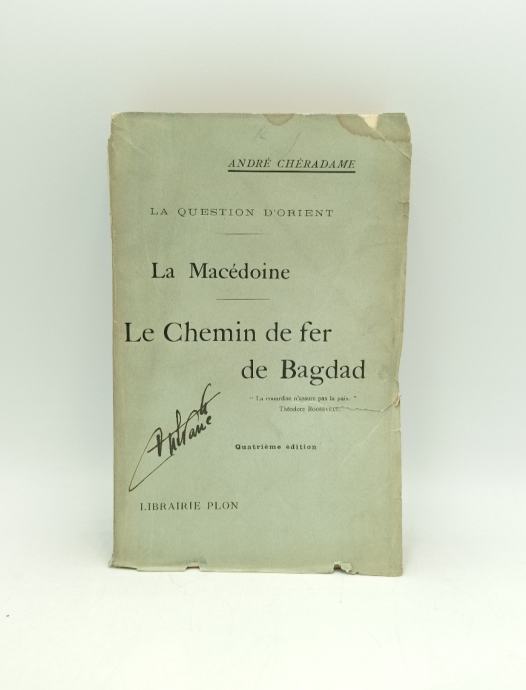 ANDRÉ CHÉRADAME
LA QUESTION D'ORIENT
La Macédoine
Le Chemin de fer
de Bagdad
" La couardise n'assure pas la paix. "
Théodore ROOSEVELT.
Quatrième édition
LIBRAIRIE PLON